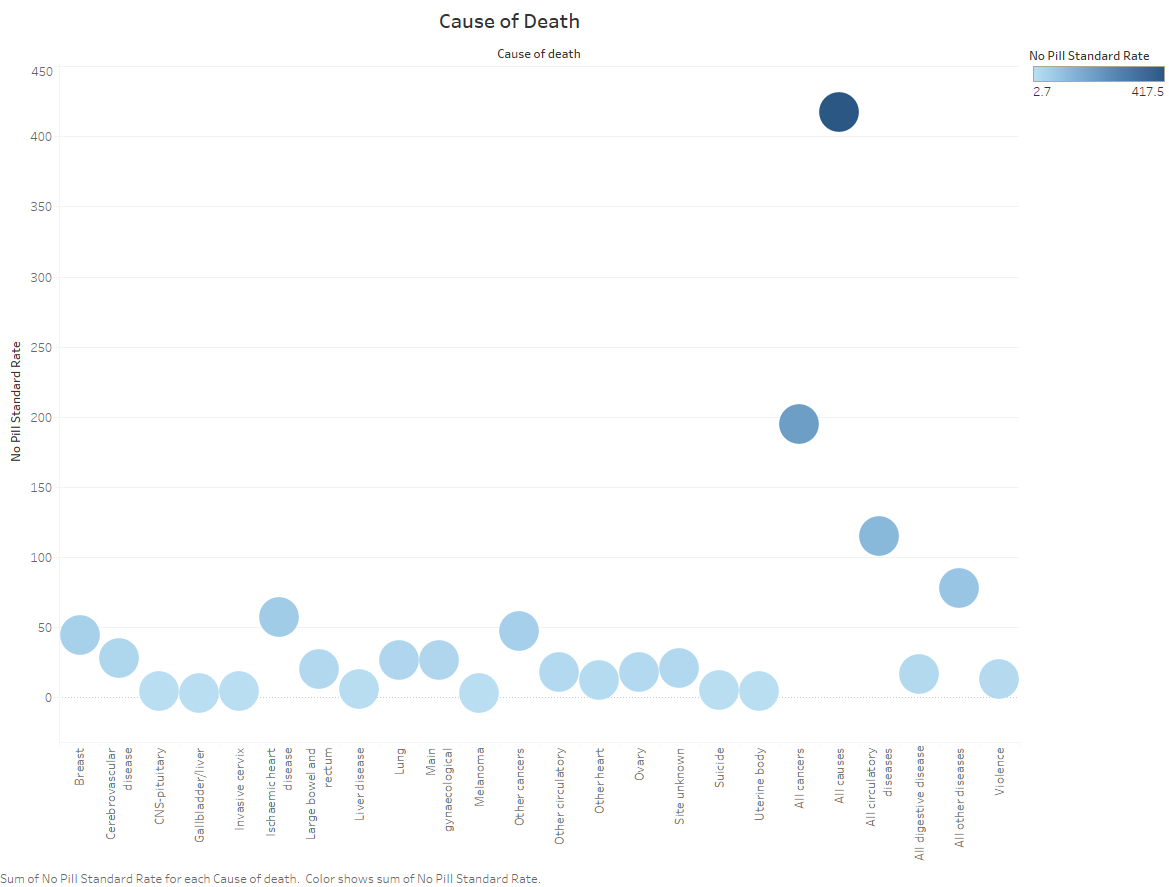 Cause of Death
Cause of death
No Pill Standard Rate
2.7 417.5
No Pill Standard Rate
450
400
350
300
250
200
150
100
50
0
Breast
Cerebrovascular
disease
CNS-pituitary
Gallbladder/liver
Invasive cervix
Ischaemic heart
disease
Large bowel and
rectum
Liver disease
Lung
Main
gynaecological
Melanoma
Other cancers
Other circulatory
Other heart
Ovary
Site unknown
Suicide
Uterine body
All cancers
All causes
All circulatory
diseases
All digestive disease
All other diseases
Violence
Sum of No Pill Standard Rate for each Cause of death. Color shows sum of No Pill Standard Rate.